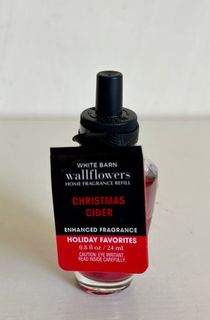 WHITE BARN
wallflowers
HOME FRAGRANCE REFILL
CHRISTMAS
CIDER
ENHANCED FRAGRANCE
HOLIDAY FAVORITES
0.8 fl oz / 24 mL
CAUTION: EYE IRRITANT.
READ INSIDE CAREFULLY.